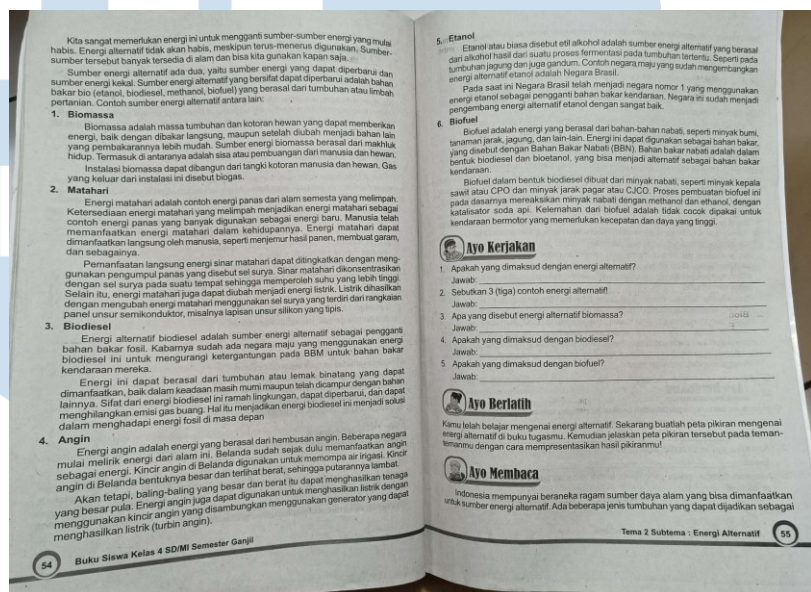 Kita sangat memerlukan energi ini untuk mengganti sumber-sumber energi yang mulai
habis. Energi alternatif tidak akan habis, meskipun terus-menerus digunakan. Sumber-
sumber tersebut banyak tersedia di alam dan bisa kita gunakan kapan saja.
Sumber energi alternatif ada dua, yaitu sumber energi yang dapat diperbarui dan
sumber energi kekal. Sumber energi alternatif yang bersifat dapat diperbarui adalah bahan
bakar bio (etanol, biodiesel, methanol, biofuel) yang berasal dari tumbuhan atau limbah
pertanian. Contoh sumber energi alternatif antara lain:
1. Biomassa
Biomassa adalah massa tumbuhan dan kotoran hewan yang dapat memberikan
energi, baik dengan dibakar langsung, maupun setelah diubah menjadi bahan lain
yang pembakarannya lebih mudah. Sumber energi biomassa berasal dari makhluk
hidup. Termasuk di antaranya adalah sisa atau pembuangan dari manusia dan hewan.
Instalasi biomassa dapat dibangun dari tangki kotoran manusia dan hewan. Gas
yang keluar dari instalasi ini disebut biogas.
2. Matahari
Energi matahari adalah contoh energi panas dari alam semesta yang melimpah.
Ketersediaan energi matahari yang melimpah menjadikan energi matahari sebagai
contoh energi panas yang banyak digunakan sebagai energi baru. Manusia telah
memanfaatkan energi matahari dalam kehidupannya. Energi matahari dapat
dimanfaatkan langsung oleh manusia, seperti menjemur hasil panen, membuat garam,
dan sebagainya.
Pemanfaatan langsung energi sinar matahari dapat ditingkatkan dengan meng-
gunakan pengumpul panas yang disebut sel surya. Sinar matahari dikonsentrasikan
dengan sel surya pada suatu tempat sehingga memperoleh suhu yang lebih tinggi.
Selain itu, energi matahari juga dapat diubah menjadi energi listrik. Listrik dihasilkan
dengan mengubah energi matahari menggunakan sel surya yang terdiri dari rangkaian
panel unsur semikonduktor, misalnya lapisan unsur silikon yang tipis.
3. Biodiesel
Energi alternatif biodiesel adalah sumber energi alternatif sebagai pengganti
bahan bakar fosil. Kabarnya sudah ada negara maju yang menggunakan energi
biodiesel ini untuk mengurangi ketergantungan pada BBM untuk bahan bakar
kendaraan mereka.
Energi ini dapat berasal dari tumbuhan atau lemak binatang yang dapat
dimanfaatkan, baik dalam keadaan masih murni maupun telah dicampur dengan bahan
lainnya. Sifat dari energi biodiesel ini ramah lingkungan, dapat diperbarui, dan dapat
menghilangkan emisi gas buang. Hal itu menjadikan energi biodiesel ini menjadi solusi
dalam menghadapi energi fosil di masa depan
4. Angin
Energi angin adalah energi yang berasal dari hembusan angin. Beberapa negara
mulai melirik energi dari alam ini. Belanda sudah sejak dulu memanfaatkan angin
sebagai energi. Kincir angin di Belanda digunakan untuk memompa air irigasi. Kincir
angin di Belanda bentuknya besar dan terlihat berat, sehingga putarannya lambat.
Akan tetapi, baling-baling yang besar dan berat itu dapat menghasilkan tenaga
yang besar pula. Energi angin juga dapat digunakan untuk menghasilkan listrik dengan
menggunakan kincir angin yang disambungkan menggunakan generator yang dapat
menghasilkan listrik (turbin angin).
54 Buku Siswa Kelas 4 SD/MI Semester Ganjil
5. Etanol
Etanol atau biasa disebut etil alkohol adalah sumber energi alternatif yang berasal
dari alkohol hasil dari suatu proses fermentasi pada tumbuhan tertentu. Seperti pada
tumbuhan jagung dan juga gandum. Contoh negara maju yang sudah mengembangkan
energi alternatif etanol adalah Negara Brasil.
Pada saat ini Negara Brasil telah menjadi negara nomor 1 yang menggunakan
energi etanol sebagai pengganti bahan bakar kendaraan. Negara ini sudah menjadi
pengembang energi alternatif etanol dengan sangat baik.
6. Biofuel
Biofuel adalah energi yang berasal dari bahan-bahan nabati, seperti minyak bumi,
tanaman jarak, jagung, dan lain-lain. Energi ini dapat digunakan sebagai bahan bakar,
yang disebut dengan Bahan Bakar Nabati (BBN). Bahan bakar nabati adalah dalam
bentuk biodiesel dan bioetanol, yang bisa menjadi alternatif sebagai bahan bakar
kendaraan.
Biofuel dalam bentuk biodiesel dibuat dari minyak nabati, seperti minyak kepala
sawit atau CPO dan minyak jarak pagar atau CJCO. Proses pembuatan biofuel ini
pada dasarnya mereaksikan minyak nabati dengan methanol dan ethanol, dengan
katalisator soda api. Kelemahan dari biofuel adalah tidak cocok dipakai untuk
kendaraan bermotor yang memerlukan kecepatan dan daya yang tinggi.
Ayo Kerjakan
1. Apakah yang dimaksud dengan energi alternatif?
Jawab:
2. Sebutkan 3 (tiga) contoh energi alternatif!
Jawab:
3. Apa yang disebut energi alternatif biomassa?
Jawab:
4. Apakah yang dimaksud dengan biodiesel?
Jawab:
5. Apakah yang dimaksud dengan biofuel?
Jawab:
Ayo Berlatih
Kamu telah belajar mengenai energi alternatif. Sekarang buatlah peta pikiran mengenai
energi alternatif di buku tugasmu. Kemudian jelaskan peta pikiran tersebut pada teman-
temanmu dengan cara mempresentasikan hasil pikiranmu!
Ayo Membaca
Indonesia mempunyai beraneka ragam sumber daya alam yang bisa dimanfaatkan
untuk sumber energi alternatif. Ada beberapa jenis tumbuhan yang dapat dijadikan sebagai
Tema 2 Subtema : Energi Alternatif 55